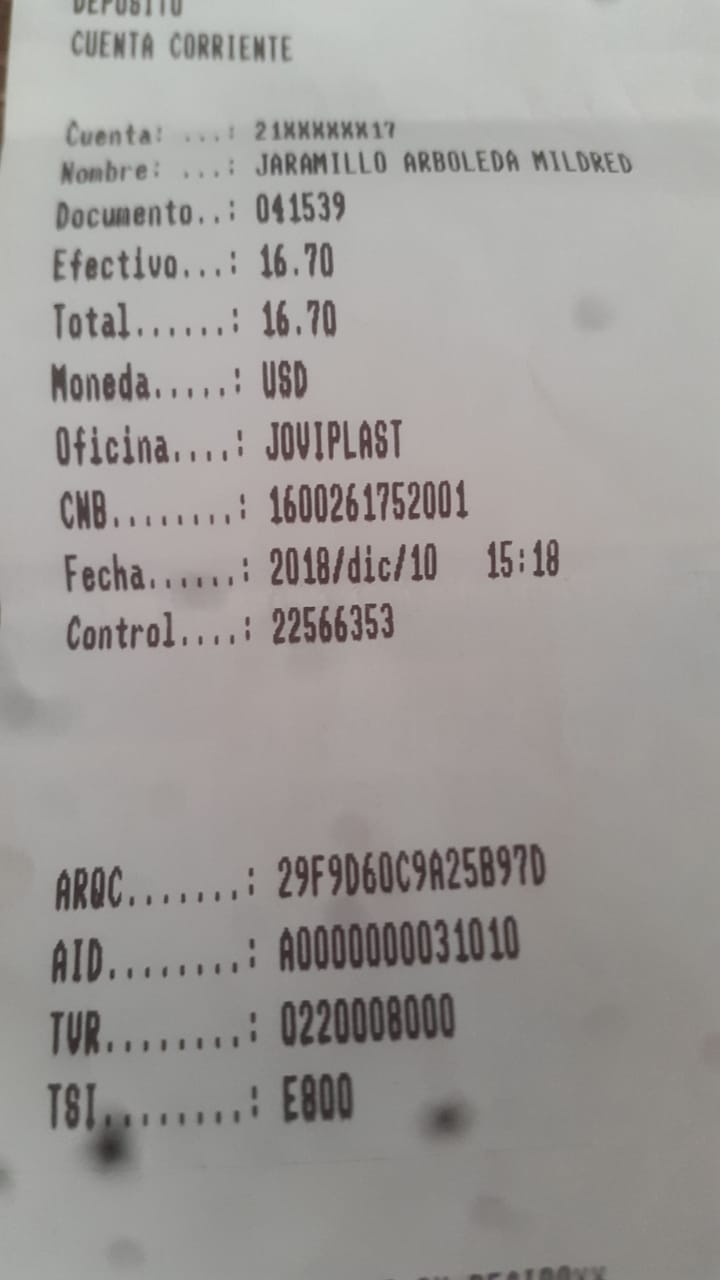 DEPOSITO
CUENTA CORRIENTE
Cuenta: ...: 21XXXXXX17
Nombre: ...: JARAMILLO ARBOLEDA MILDRED
Documento..: 041539
Efectivo...: 16.70
Total......: 16.70
Moneda.....: USD
Oficina....: JOVIPLAST
CNB........: 1600261752001
Fecha......: 2018/dic/10 15:18
Control....: 22566353
ARQC.......: 29F9D60C9A25B97D
AID........: A0000000031010
TVR........: 0220008000
TSI........: E800